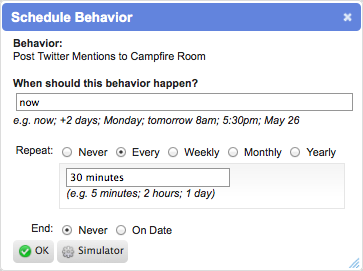 Schedule Behavior
Behavior:
Post Twitter Mentions to Campfire Room
When should this behavior happen?
now
e.g. now; +2 days; Monday; tomorrow 8am; 5:30pm; May 26
Repeat: Never Every Weekly Monthly Yearly
30 minutes
(e.g. 5 minutes; 2 hours; 1 day)
End: Never On Date
OK Simulator